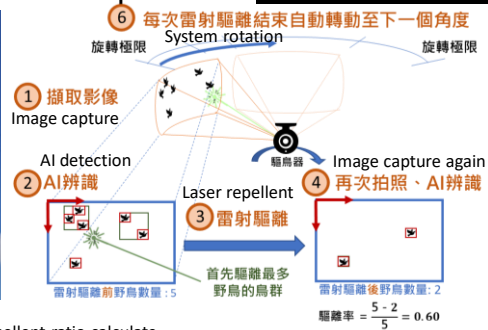 ⑥ 每次雷射驅離結束自動轉動至下一個角度
System rotation
旋轉極限
旋轉極限
① 擷取影像
Image capture
驅鳥器
AI detection
② AI辨識
Laser repellent
③ 雷射驅離
Image capture again
④ 再次拍照、AI辨識
首先驅離最多
野鳥的鳥群
雷射驅離前野鳥數量:5
雷射驅離後野鳥數量:2
驅離率 = 5 - 2 / 5 = 0.60